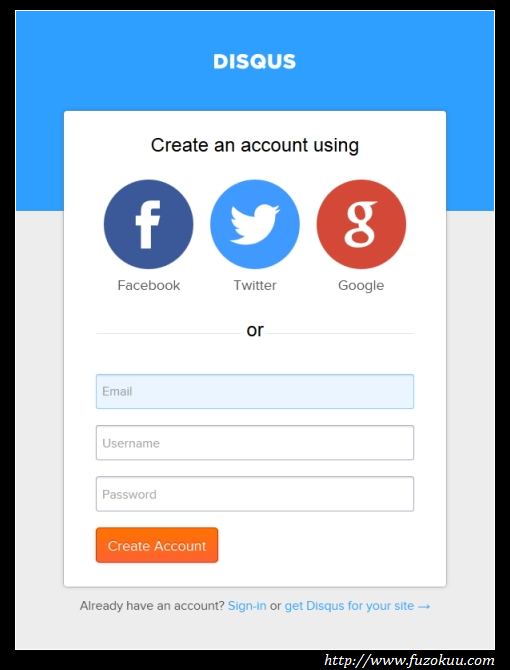 DISQUS
Create an account using
Facebook Twitter Google
or
Email
Username
Password
Create Account
Already have an account? Sign-in or get Disqus for your site →
http://www.fuzokuu.com